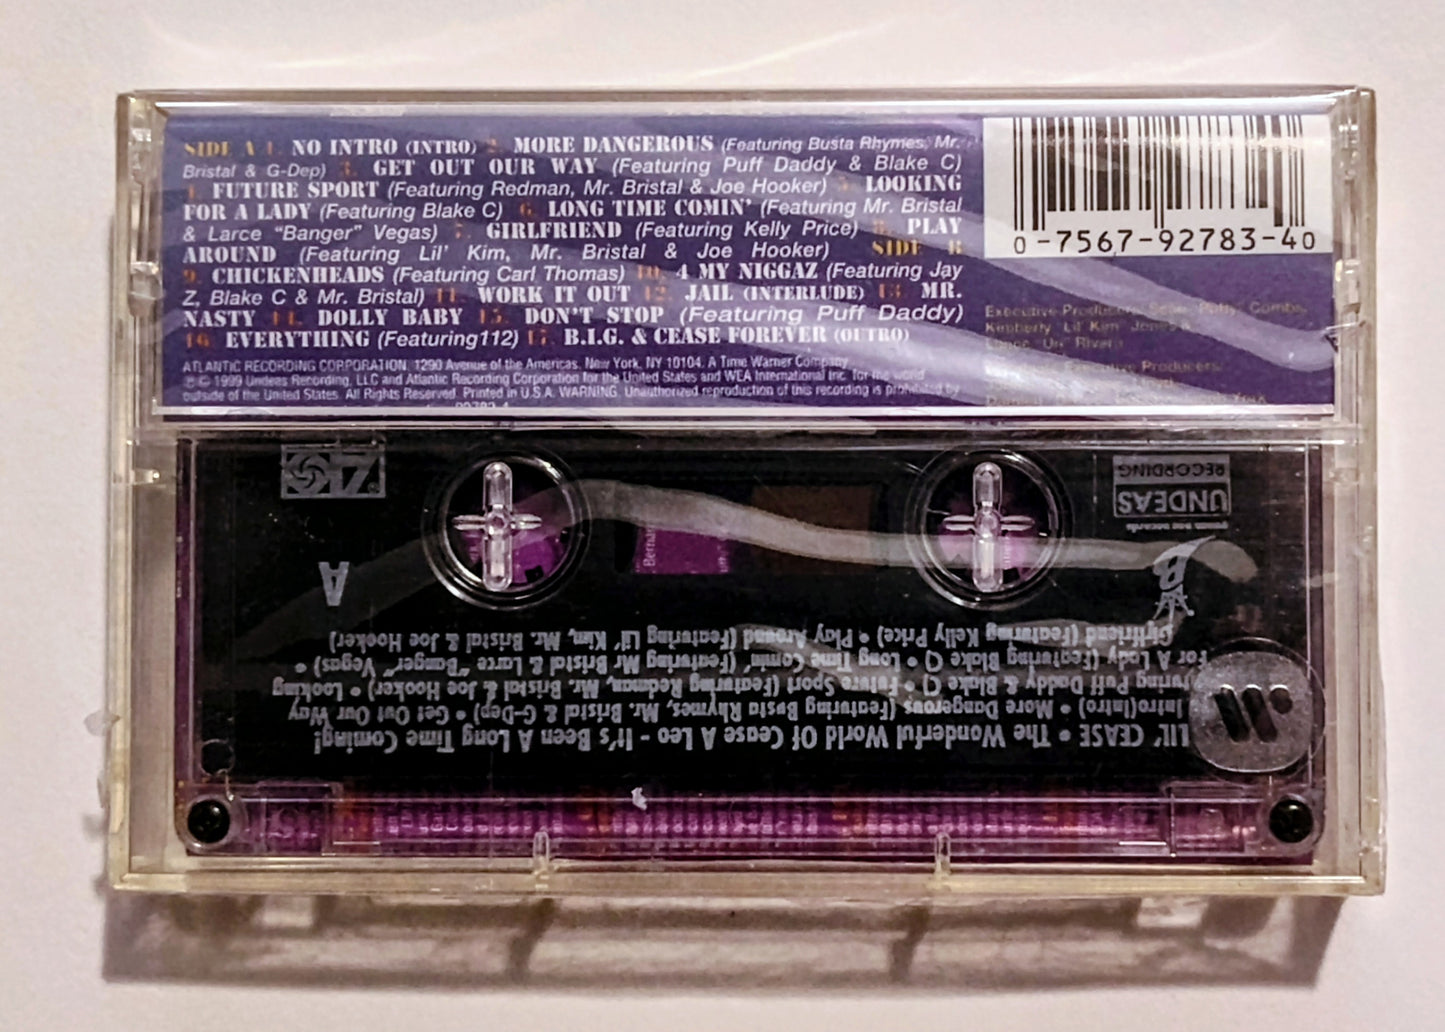 SIDE A 1. NO INTRO (INTRO) 2. MORE DANGEROUS (Featuring Busta Rhymes, Mr.
Bristal & G-Dep) 3. GET OUT OUR WAY (Featuring Puff Daddy & Blake C)
4. FUTURE SPORT (Featuring Redman, Mr. Bristal & Joe Hooker) 5. LOOKING
FOR A LADY (Featuring Blake C) 6. LONG TIME COMIN' (Featuring Mr. Bristal
& Larce "Banger" Vegas) 7. GIRLFRIEND (Featuring Kelly Price) 8. PLAY
AROUND (Featuring Lil' Kim, Mr. Bristal & Joe Hooker) SIDE B
9. CHICKENHEADS (Featuring Carl Thomas) 10. 4 MY NIGGAZ (Featuring Jay
Z, Blake C & Mr. Bristal) 11. WORK IT OUT 12. JAIL (INTERLUDE) 13. MR.
NASTY 14. DOLLY BABY 15. DON'T STOP (Featuring Puff Daddy)
16. EVERYTHING (Featuring112) 17. B.I.G. & CEASE FOREVER (OUTRO)
ATLANTIC RECORDING CORPORATION, 1290 Avenue of the Americas, New York, NY 10104. A Time Warner Company
℗ © 1999 Undeas Recording, LLC and Atlantic Recording Corporation for the United States and WEA International Inc. for the world
outside of the United States. All Rights Reserved. Printed in U.S.A. WARNING: Unauthorized reproduction of this recording is prohibited by
0 -7567-92783-4 0
Executive Producers: Sean "Puffy" Combs,
Kimberly "Lil' Kim" Jones &
Lance "Un" Rivera
Executive Producers:
UNDEAS
RECORDING
A
LIL' CEASE • The Wonderful World Of Cease A Leo - It's Been A Long Time Coming!
Intro(Intro) • More Dangerous (Featuring Busta Rhymes, Mr. Bristal & G-Dep) • Get Out Our Way
Puff Daddy & Blake C) • Future Sport (Featuring Redman, Mr. Bristal & Joe Hooker) • Looking
For A Lady (Featuring Blake C) • Long Time Comin' (Featuring Mr Bristal & Larce "Banger" Vegas) •
Girlfriend (Featuring Kelly Price) • Play Around (Featuring Lil' Kim, Mr. Bristal & Joe Hooker)